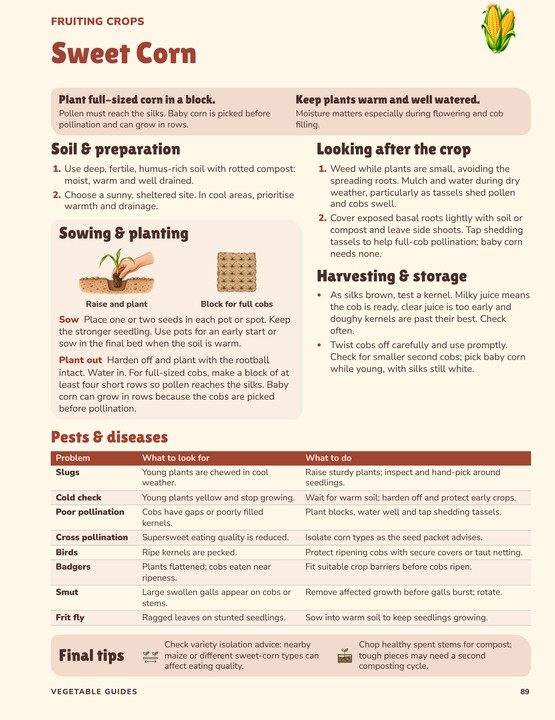 FRUITING CROPS
Sweet Corn
Plant full-sized corn in a block.
Pollen must reach the silks. Baby corn is picked before
pollination and can grow in rows.
Keep plants warm and well watered.
Moisture matters especially during flowering and cob
filling.
Soil & preparation
1. Use deep, fertile, humus-rich soil with rotted compost:
moist, warm and well drained.
2. Choose a sunny, sheltered site. In cool areas, prioritise
warmth and drainage.
Sowing & planting
Raise and plant
Block for full cobs
Sow Place one or two seeds in each pot or spot. Keep
the stronger seedling. Use pots for an early start or
sow in the final bed when the soil is warm.
Plant out Harden off and plant with the rootball
intact. Water in. For full-sized cobs, make a block of at
least four short rows so pollen reaches the silks. Baby
corn can grow in rows because the cobs are picked
before pollination.
Looking after the crop
1. Weed while plants are small, avoiding the
spreading roots. Mulch and water during dry
weather, particularly as tassels shed pollen
and cobs swell.
2. Cover exposed basal roots lightly with soil or
compost and leave side shoots. Tap shedding
tassels to help full-cob pollination; baby corn
needs none.
Harvesting & storage
• As silks brown, test a kernel. Milky juice means
the cob is ready, clear juice is too early and
doughy kernels are past their best. Check
often.
• Twist cobs off carefully and use promptly.
Check for smaller second cobs; pick baby corn
while young, with silks still white.
Pests & diseases
Problem What to look for What to do
Slugs Young plants are chewed in cool
weather. Raise sturdy plants; inspect and hand-pick around
seedlings.
Cold check Young plants yellow and stop growing. Wait for warm soil; harden off and protect early crops.
Poor pollination Cobs have gaps or poorly filled
kernels. Plant blocks, water well and tap shedding tassels.
Cross pollination Supersweet eating quality is reduced. Isolate corn types as the seed packet advises.
Birds Ripe kernels are pecked. Protect ripening cobs with secure covers or taut netting.
Badgers Plants flattened; cobs eaten near
ripeness. Fit suitable crop barriers before cobs ripen.
Smut Large swollen galls appear on cobs or
stems. Remove affected growth before galls burst; rotate.
Frit fly Ragged leaves on stunted seedlings. Sow into warm soil to keep seedlings growing.
Final tips
Check variety isolation advice: nearby
maize or different sweet-corn types can
affect eating quality.
Chop healthy spent stems for compost;
tough pieces may need a second
composting cycle.
VEGETABLE GUIDES
89